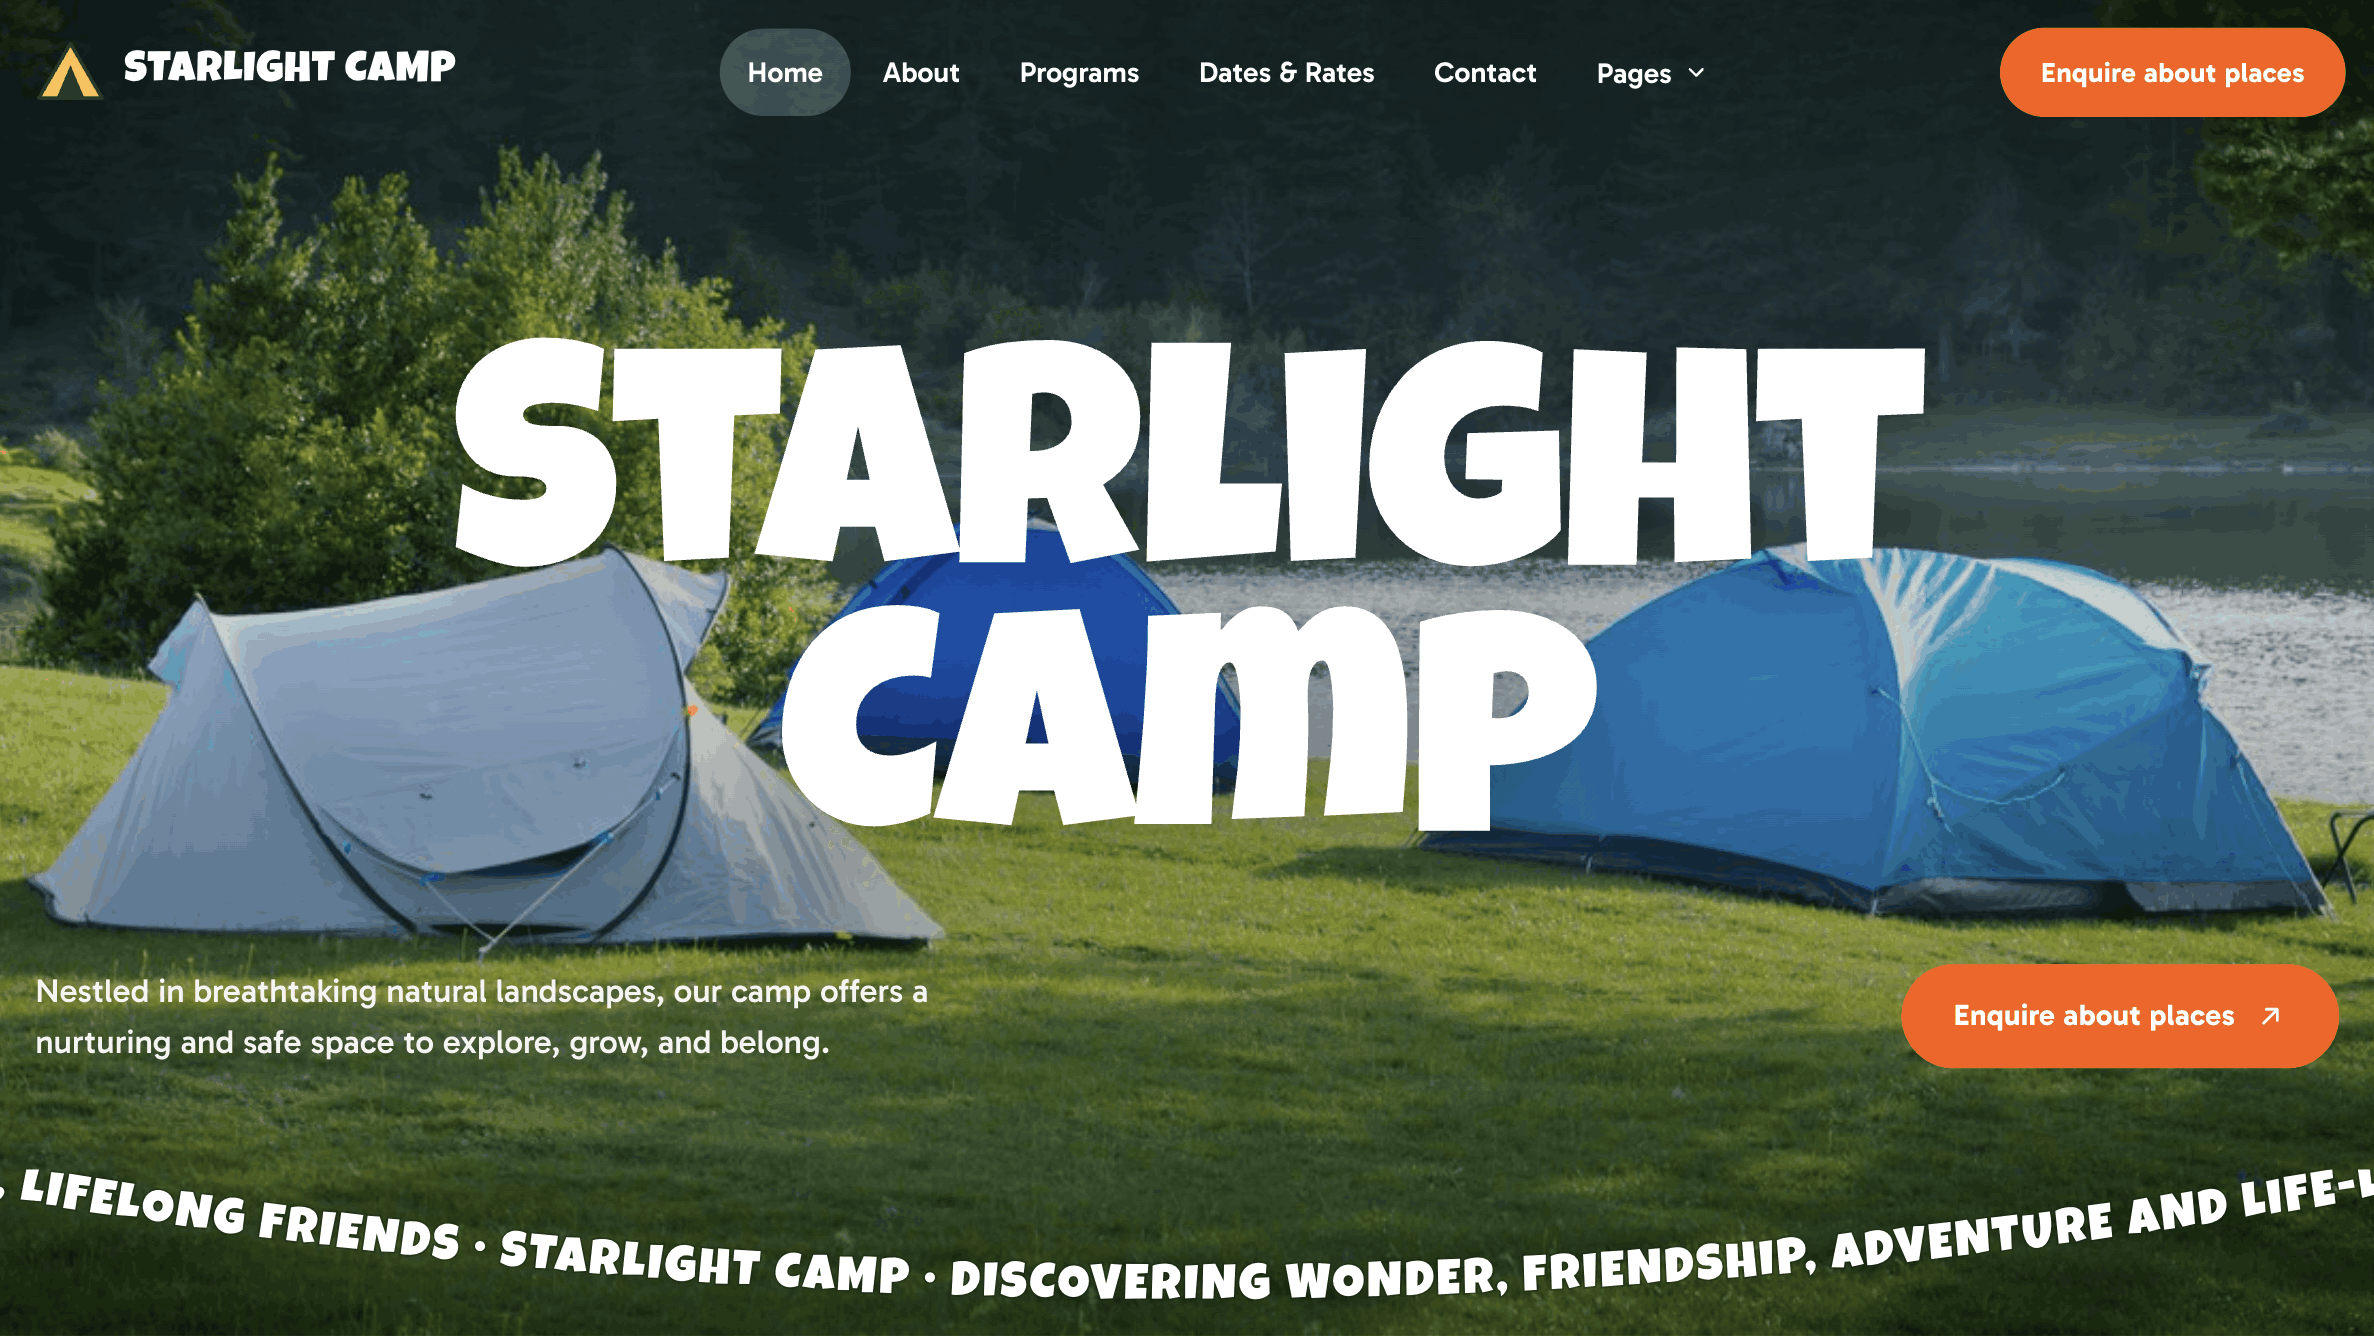 STARLIGHT CAMP
Home
About
Programs
Dates & Rates
Contact
Pages
Enquire about places
STARLIGHT
CAMP
Nestled in breathtaking natural landscapes, our camp offers a
nurturing and safe space to explore, grow, and belong.
Enquire about places
LIFELONG FRIENDS · STARLIGHT CAMP · DISCOVERING WONDER, FRIENDSHIP, ADVENTURE AND LIFE-